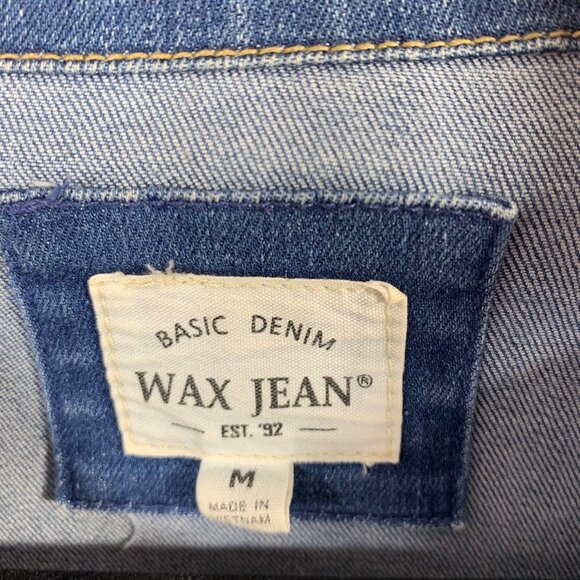 BASIC DENIM
WAX JEAN®
EST. '92
M
MADE IN
VIETNAM